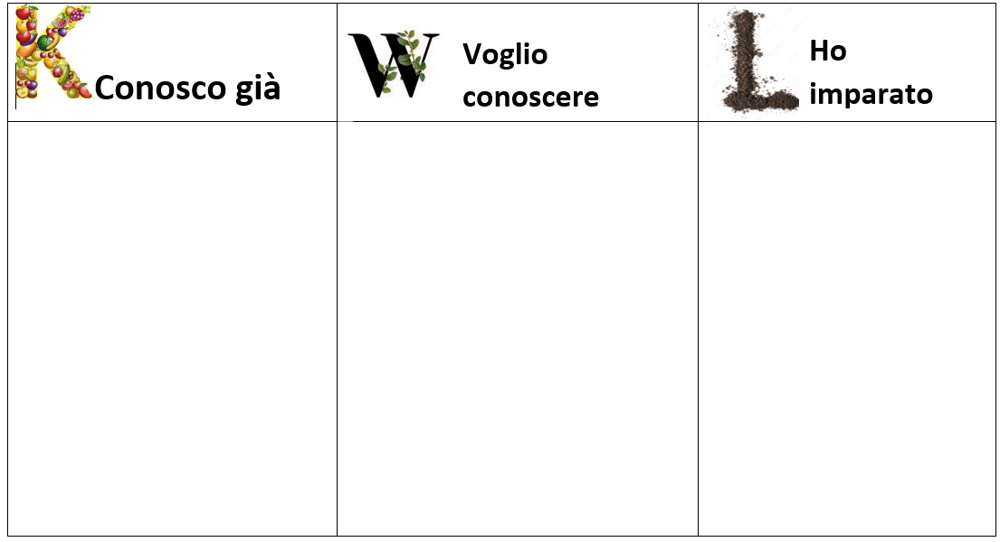 K Conosco già
W Voglio
conoscere
L Ho
imparato